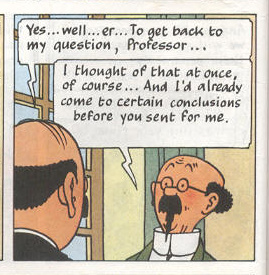 Yes...well...er...To get back to
my question, Professor...
I thought of that at once,
of course... And I'd already
come to certain conclusions
before you sent for me.